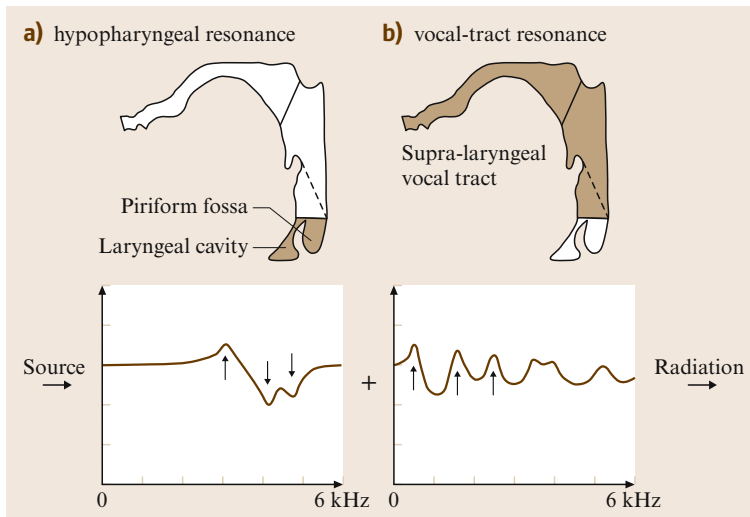 a) hypopharyngeal resonance
b) vocal-tract resonance
Supra-laryngeal
vocal tract
Piriform fossa
Laryngeal cavity
Source
+
Radiation
0
6 kHz
0
6 kHz